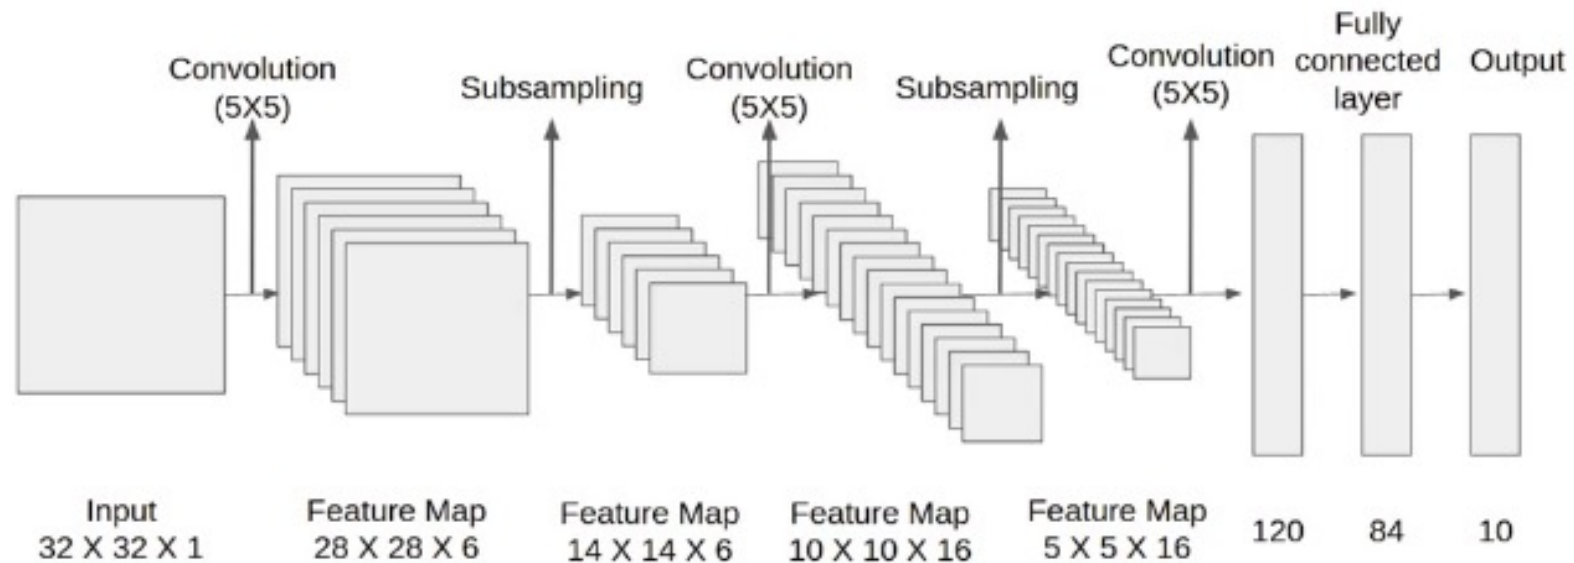 Convolution
(5X5)
Subsampling
Convolution
(5X5)
Subsampling
Convolution
(5X5)
Fully
connected
layer
Output
Input
32 X 32 X 1
Feature Map
28 X 28 X 6
Feature Map
14 X 14 X 6
Feature Map
10 X 10 X 16
Feature Map
5 X 5 X 16
120
84
10